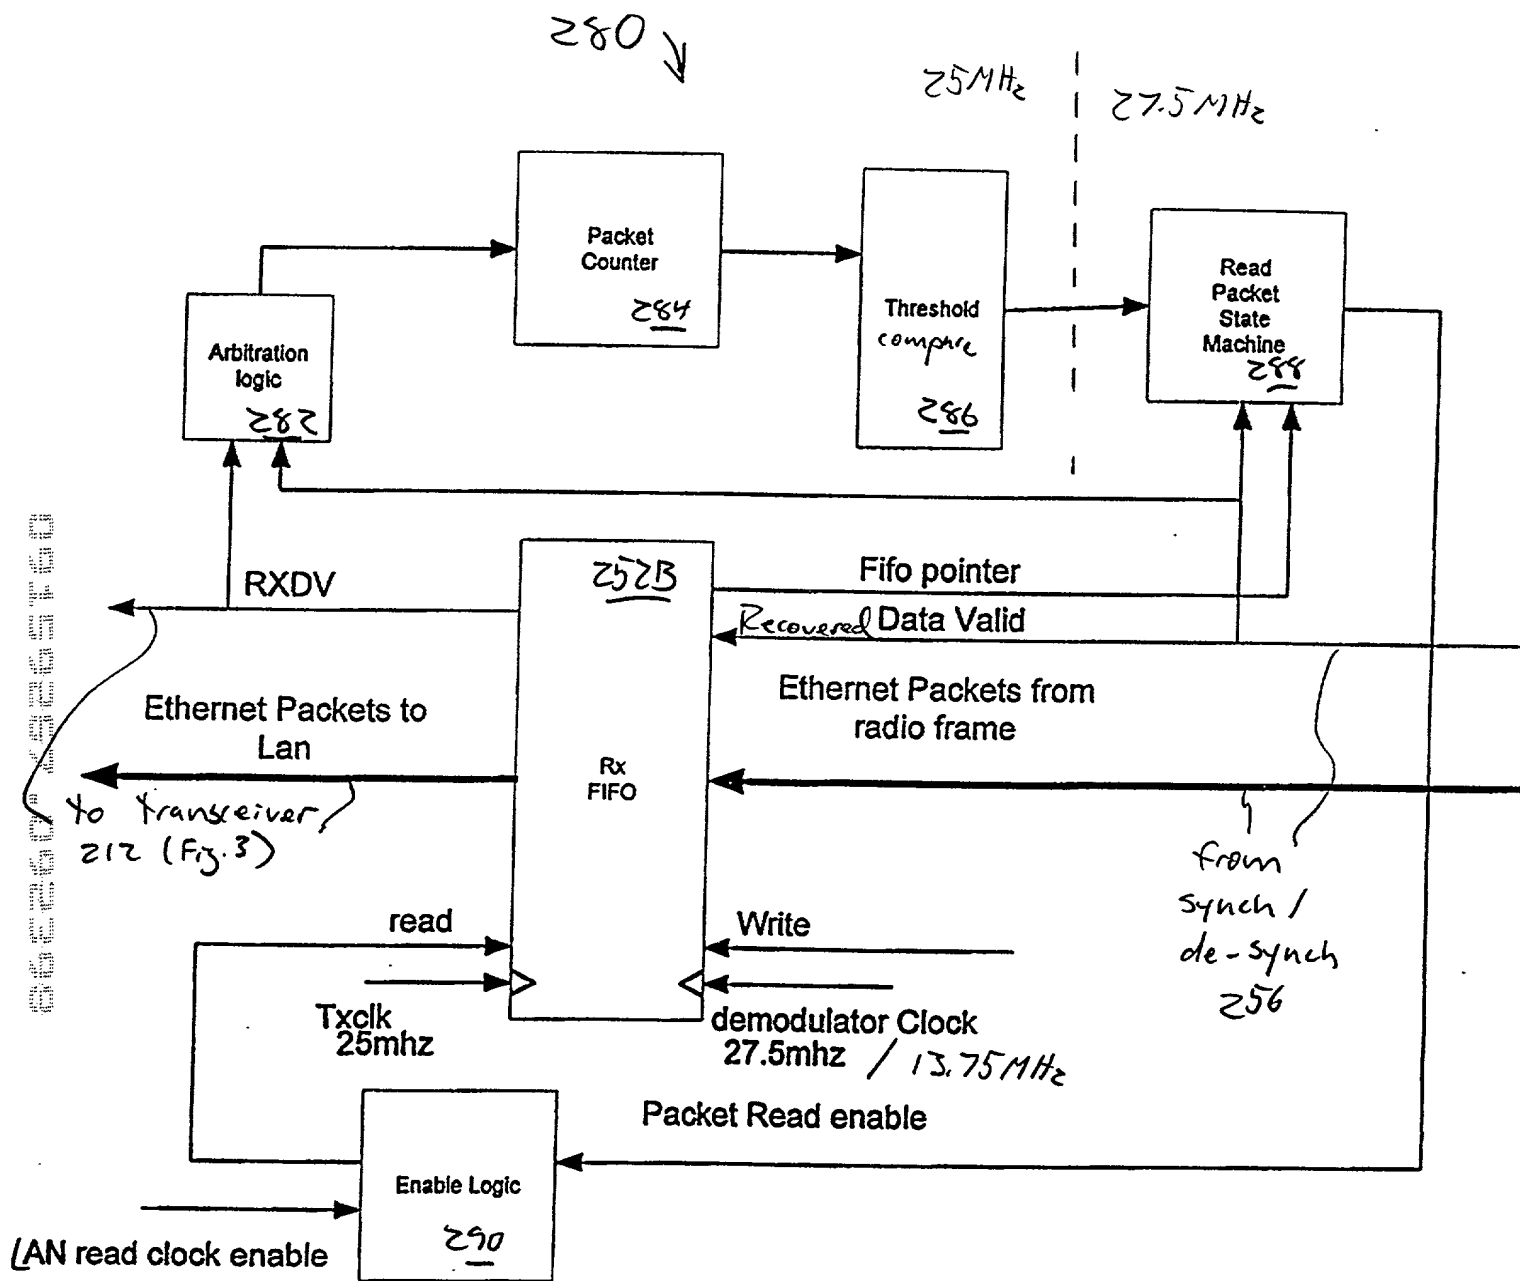 280
25MHz
27.5MHz
Packet
Counter
284
Threshold
compare
286
Read
Packet
State
Machine
288
Arbitration
logic
282
252B
RXDV
Fifo pointer
Recovered Data Valid
Ethernet Packets to
Lan
Ethernet Packets from
radio frame
Rx
FIFO
to transceiver
212 (Fig. 3)
from
synch /
de-synch
256
read
Write
Txclk
25mhz
demodulator Clock
27.5mhz / 13.75MHz
Packet Read enable
Enable Logic
290
LAN read clock enable